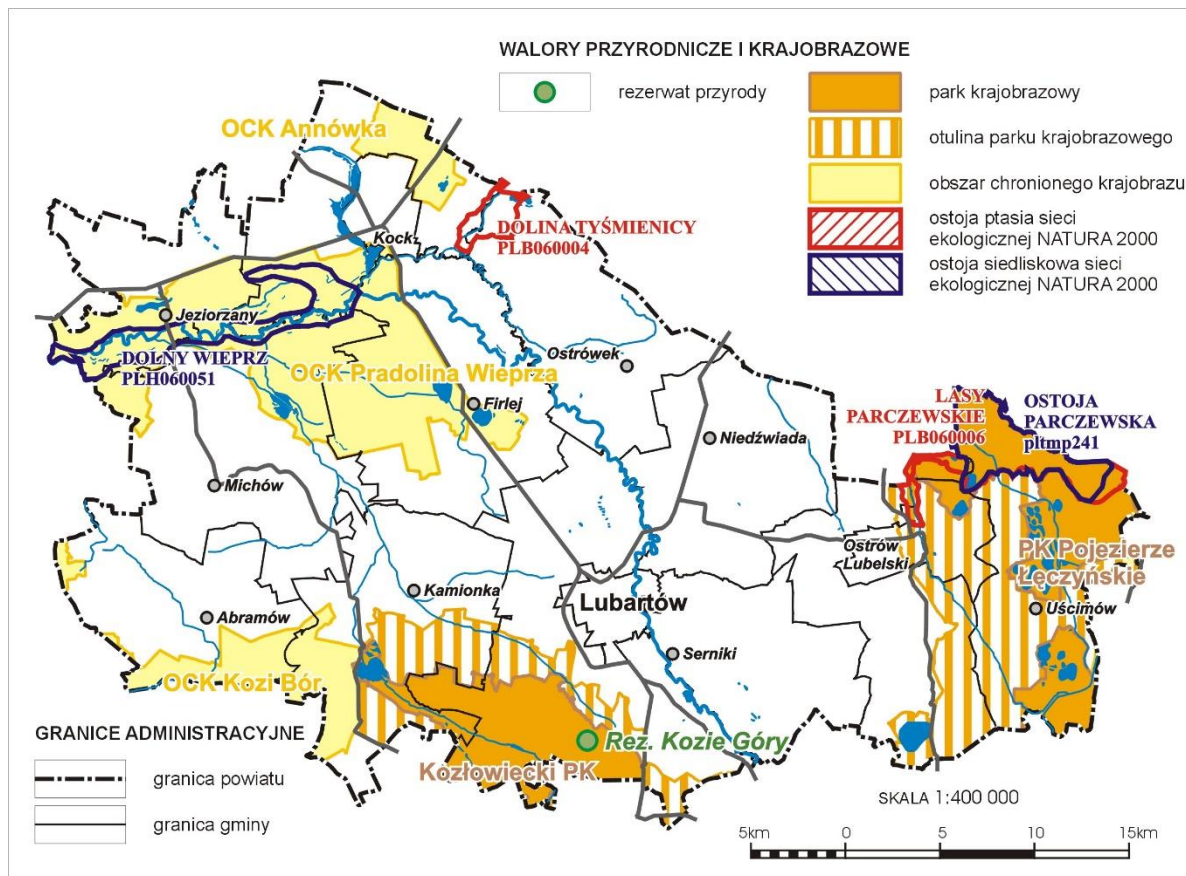 WALORY PRZYRODNICZE I KRAJOBRAZOWE
rezerwat przyrody
park krajobrazowy
otulina parku krajobrazowego
obszar chronionego krajobrazu
ostoja ptasia sieci
ekologicznej NATURA 2000
ostoja siedliskowa sieci
ekologicznej NATURA 2000
OCK Annówka
DOLINA TYŚMIENICY
PLB060004
Kock
Jeziorzany
DOLNY WIEPRZ
PLH060051
OCK Pradolina Wieprza
Ostrówek
Firlej
LASY
PARCZEWSKIE
PLB060006
OSTOJA
PARCZEWSKA
pltmp241
Niedźwiada
Michów
Ostrów
Lubelski
PK Pojezierze
Łęczyńskie
Uścimów
Kamionka
Lubartów
Abramów
Serniki
OCK Kozi Bór
Rez. Kozie Góry
Kozłowiecki PK
GRANICE ADMINISTRACYJNE
granica powiatu
granica gminy
SKALA 1:400 000
5km 0 5 10 15km